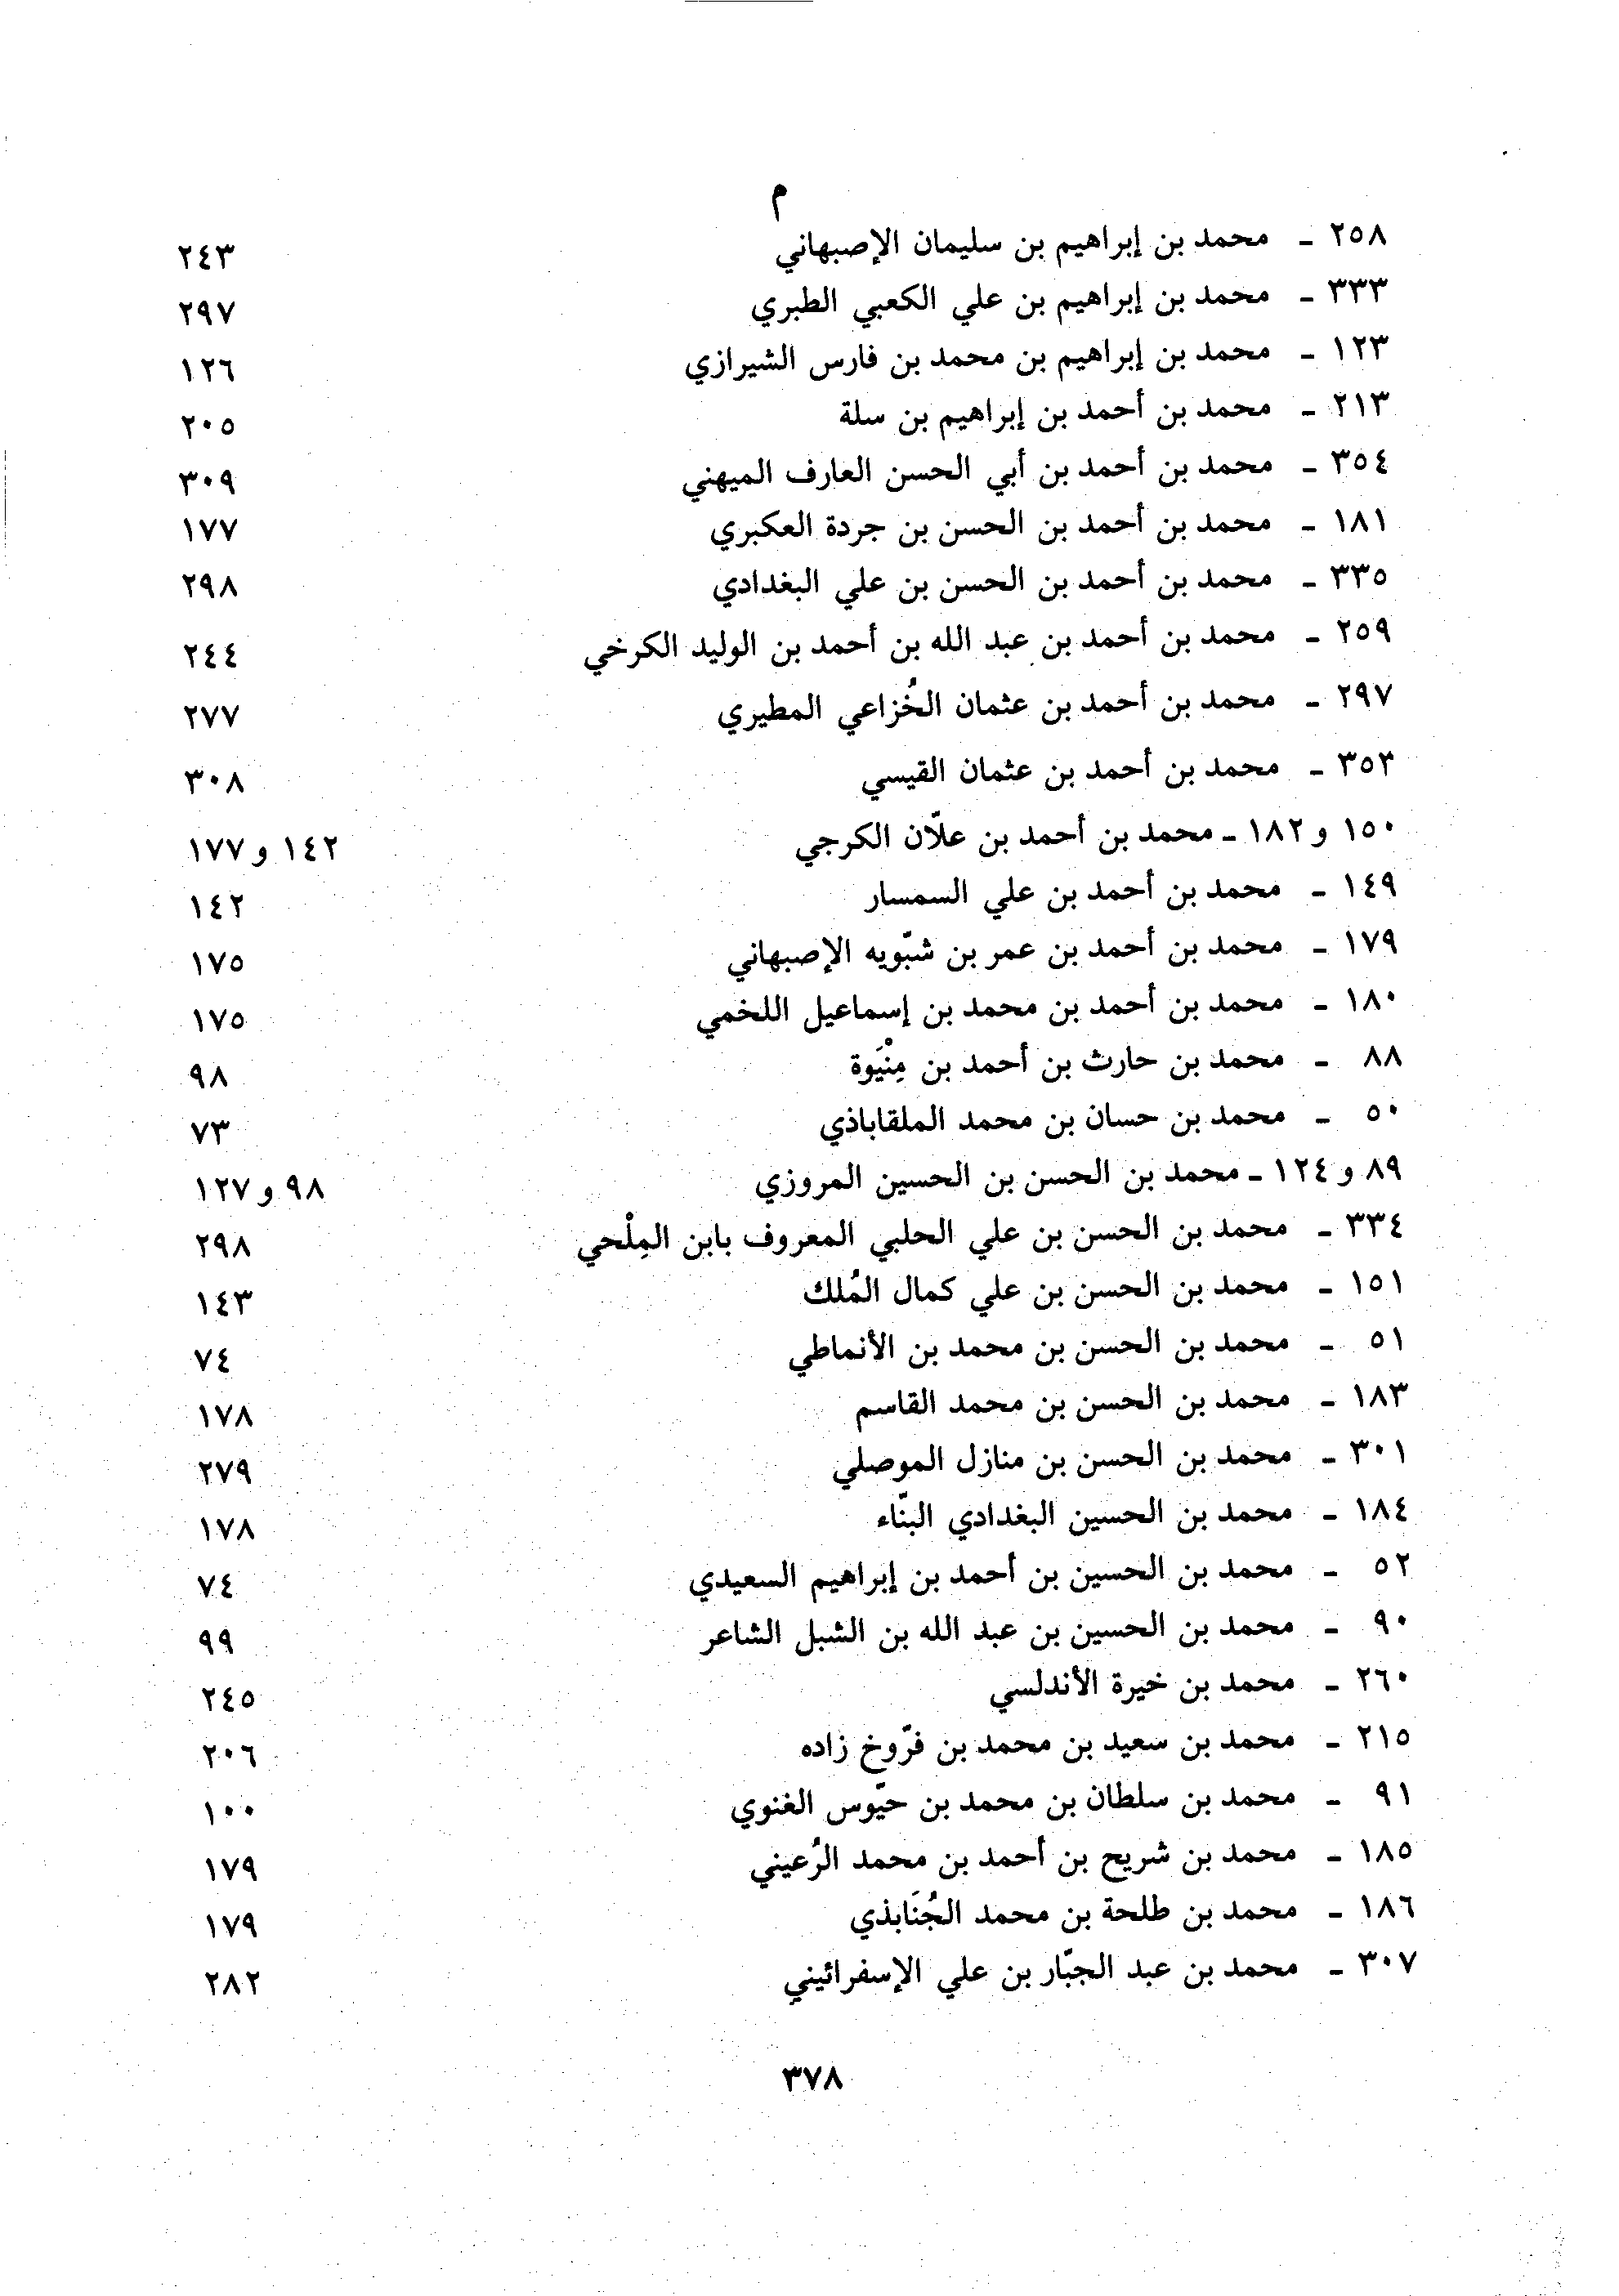 م
٢٥٨ - محمد بن إبراهيم بن سليمان الإصبهاني ٢٤٣
٣٣٣ - محمد بن إبراهيم بن علي الكعبي الطبري ٢٩٧
١٢٣ - محمد بن إبراهيم بن محمد بن فارس الشيرازي ١٢٦
٢١٣ - محمد بن أحمد بن إبراهيم بن سلة ٢٠٥
٣٥٤ - محمد بن أحمد بن أبي الحسن العارف الميهني ٣٠٩
١٨١ - محمد بن أحمد بن الحسن بن جردة العكبري ١٧٧
٣٣٥ - محمد بن أحمد بن الحسن بن علي البغدادي ٢٩٨
٢٥٩ - محمد بن أحمد بن عبد الله بن أحمد بن الوليد الكرخي ٢٤٤
٢٩٧ - محمد بن أحمد بن عثمان الخُزاعي المطيري ٢٧٧
٣٥٣ - محمد بن أحمد بن عثمان القيسي ٣٠٨
١٥٠ و ١٨٢ - محمد بن أحمد بن علّان الكرجي ١٤٢ و ١٧٧
١٤٩ - محمد بن أحمد بن علي السمسار ١٤٢
١٧٩ - محمد بن أحمد بن عمر بن شبّويه الإصبهاني ١٧٥
١٨٠ - محمد بن أحمد بن محمد بن إسماعيل اللخمي ١٧٥
٨٨ - محمد بن حارث بن أحمد بن مِنْيَوة ٩٨
٥٠ - محمد بن حسان بن محمد الملقاباذي ٧٣
٨٩ و ١٢٤ - محمد بن الحسن بن الحسين المروزي ٩٨ و ١٢٧
٣٣٤ - محمد بن الحسن بن علي الحلبي المعروف بابن المِلْحي ٢٩٨
١٥١ - محمد بن الحسن بن علي كمال المُلك ١٤٣
٥١ - محمد بن الحسن بن محمد بن الأنماطي ٧٤
١٨٣ - محمد بن الحسن بن محمد القاسم ١٧٨
٣٠١ - محمد بن الحسن بن منازل الموصلي ٢٧٩
١٨٤ - محمد بن الحسين البغدادي البنّاء ١٧٨
٥٢ - محمد بن الحسين بن أحمد بن إبراهيم السعيدي ٧٤
٩٠ - محمد بن الحسين بن عبد الله بن الشبل الشاعر ٩٩
٢٦٠ - محمد بن خيرة الأندلسي ٢٤٥
٢١٥ - محمد بن سعيد بن محمد بن فرّوخ زاده ٢٠٦
٩١ - محمد بن سلطان بن محمد بن حيّوس الغنوي ١٠٠
١٨٥ - محمد بن شريح بن أحمد بن محمد الرُعيني ١٧٩
١٨٦ - محمد بن طلحة بن محمد الجُنَابذي ١٧٩
٣٠٧ - محمد بن عبد الجبّار بن علي الإسفرائيني ٢٨٢
٣٧٨